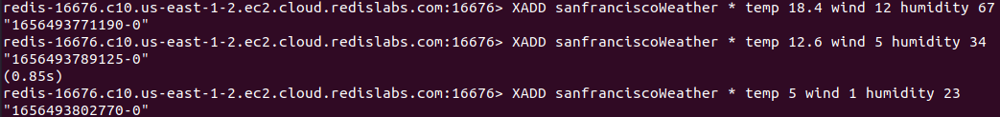 redis-16676.c10.us-east-1-2.ec2.cloud.redislabs.com:16676> XADD sanfranciscoWeather * temp 18.4 wind 12 humidity 67
"1656493771190-0"
redis-16676.c10.us-east-1-2.ec2.cloud.redislabs.com:16676> XADD sanfranciscoWeather * temp 12.6 wind 5 humidity 34
"1656493789125-0"
(0.85s)
redis-16676.c10.us-east-1-2.ec2.cloud.redislabs.com:16676> XADD sanfranciscoWeather * temp 5 wind 1 humidity 23
"1656493802770-0"